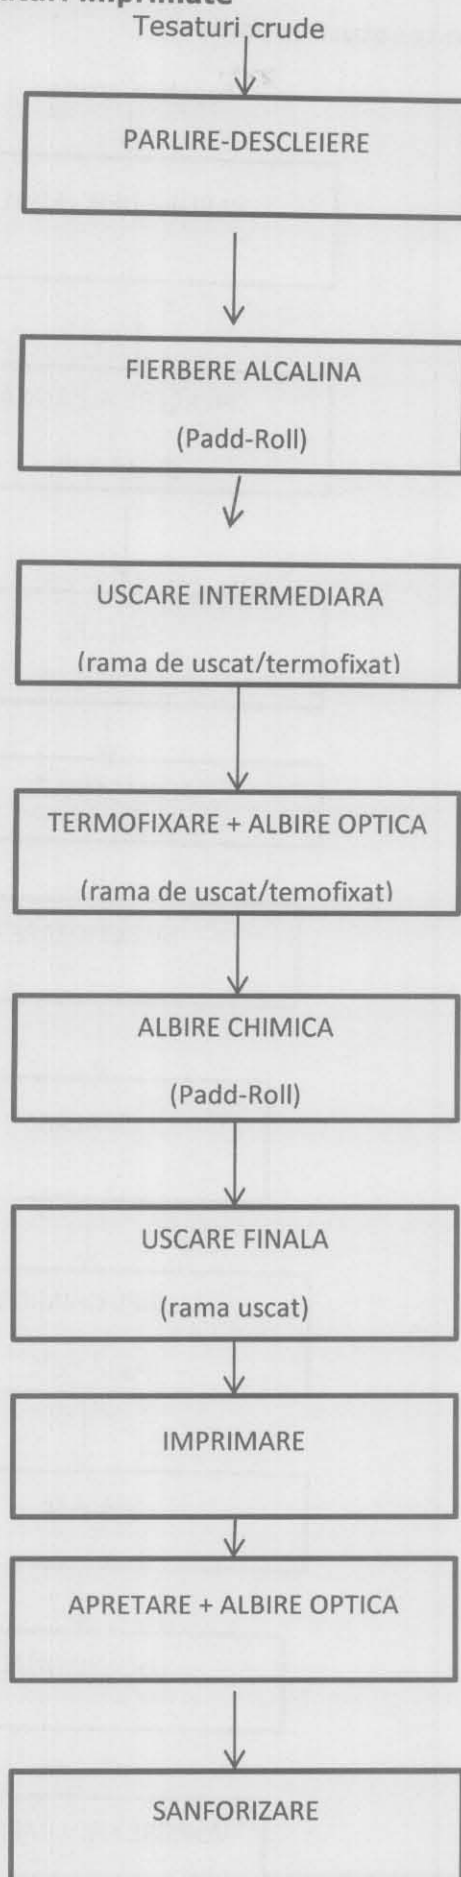 imprimate
Tesaturi crude
PARLIRE-DESCLEIERE
FIERBERE ALCALINA
(Padd-Roll)
USCARE INTERMEDIARA
(rama de uscat/termofixat)
TERMOFIXARE + ALBIRE OPTICA
(rama de uscat/temofixat)
ALBIRE CHIMICA
(Padd-Roll)
USCARE FINALA
(rama uscat)
IMPRIMARE
APRETARE + ALBIRE OPTICA
SANFORIZARE